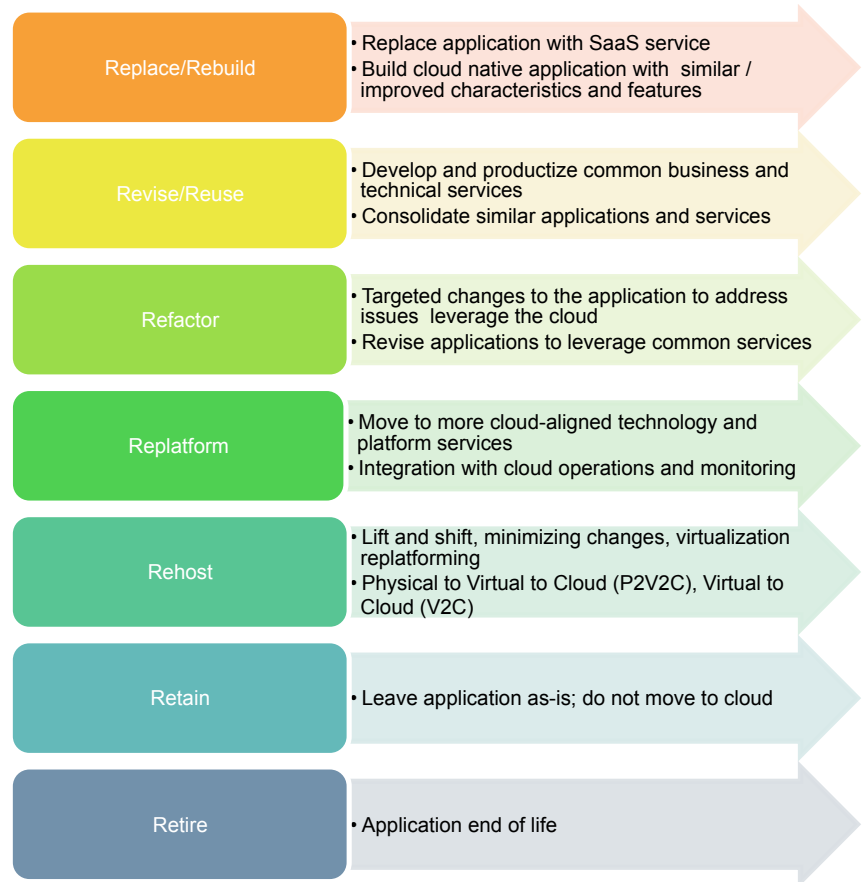 Replace/Rebuild
• Replace application with SaaS service
• Build cloud native application with similar /
improved characteristics and features
Revise/Reuse
• Develop and productize common business and
technical services
• Consolidate similar applications and services
Refactor
• Targeted changes to the application to address
issues leverage the cloud
• Revise applications to leverage common services
Replatform
• Move to more cloud-aligned technology and
platform services
• Integration with cloud operations and monitoring
Rehost
• Lift and shift, minimizing changes, virtualization
replatforming
• Physical to Virtual to Cloud (P2V2C), Virtual to
Cloud (V2C)
Retain
• Leave application as-is; do not move to cloud
Retire
• Application end of life